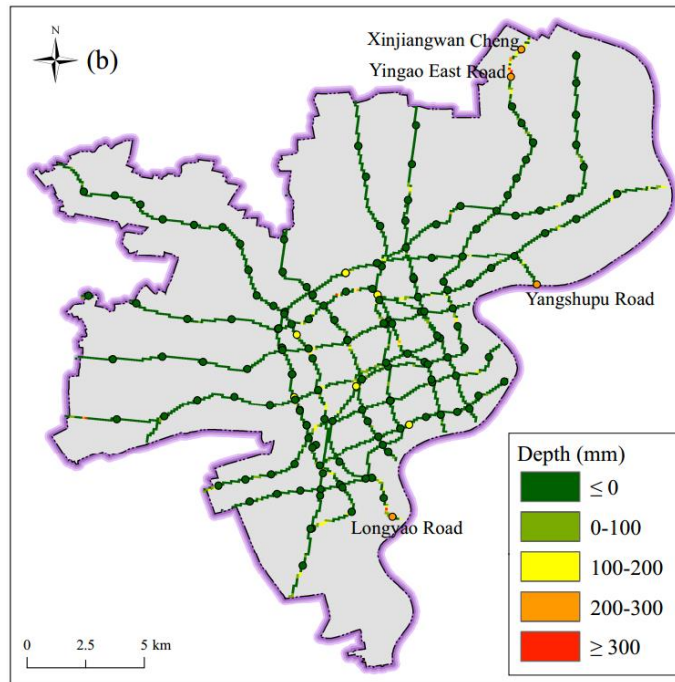 N
(b)
Xinjiangwan Cheng
Yingao East Road
Yangshupu Road
Longyao Road
Depth (mm)
≤ 0
0-100
100-200
200-300
≥ 300
0 2.5 5 km